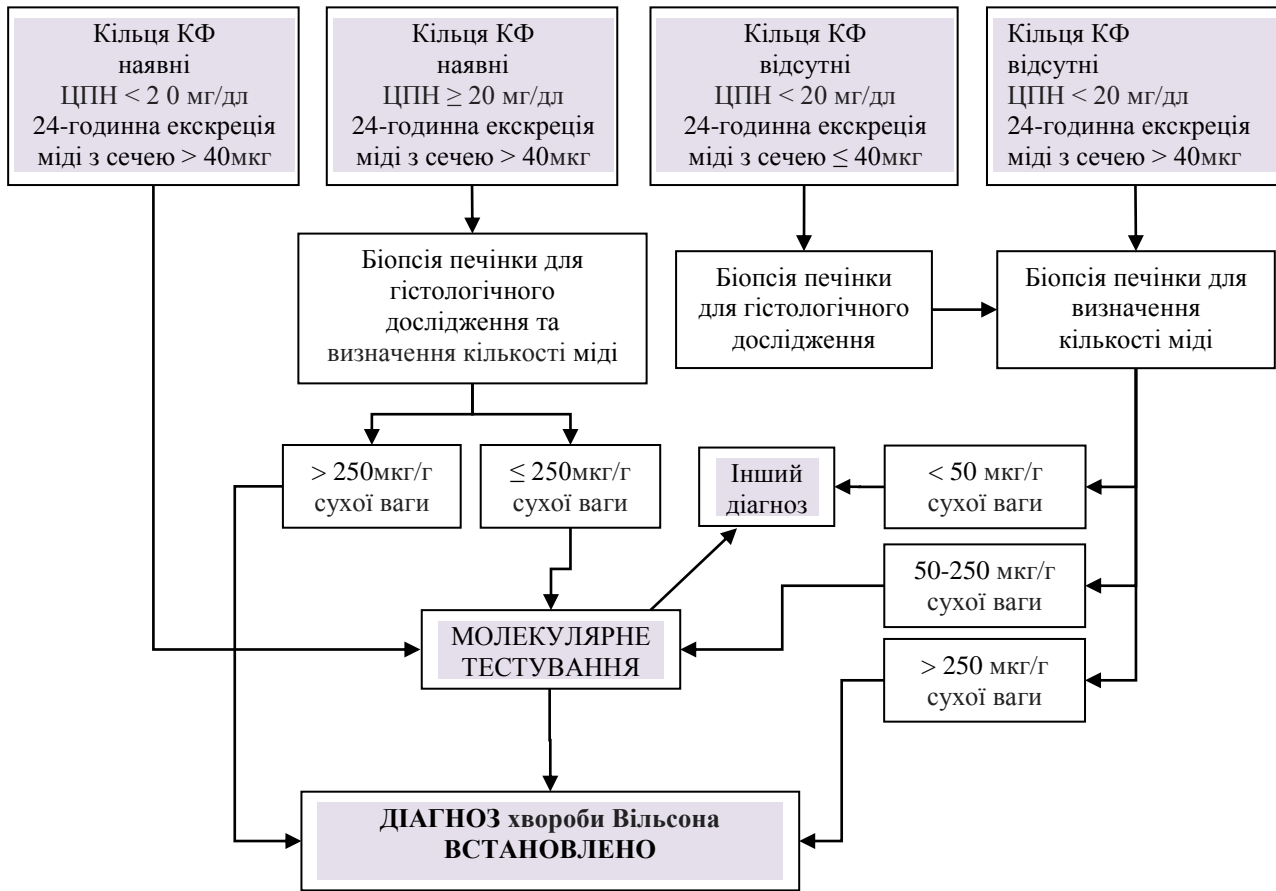 Кільця КФ
наявні
ЦПН < 2 0 мг/дл
24-годинна екскреція
міді з сечею > 40мкг
Кільця КФ
наявні
ЦПН ≥ 20 мг/дл
24-годинна екскреція
міді з сечею > 40мкг
Кільця КФ
відсутні
ЦПН < 20 мг/дл
24-годинна екскреція
міді з сечею ≤ 40мкг
Кільця КФ
відсутні
ЦПН < 20 мг/дл
24-годинна екскреція
міді з сечею > 40мкг
Біопсія печінки для
гістологічного
дослідження та
визначення кількості міді
Біопсія печінки
для гістологічного
дослідження
Біопсія печінки для
визначення
кількості міді
> 250мкг/г
сухої ваги
≤ 250мкг/г
сухої ваги
Інший
діагноз
< 50 мкг/г
сухої ваги
50-250 мкг/г
сухої ваги
МОЛЕКУЛЯРНЕ
ТЕСТУВАННЯ
> 250 мкг/г
сухої ваги
ДІАГНОЗ хвороби Вільсона
ВСТАНОВЛЕНО